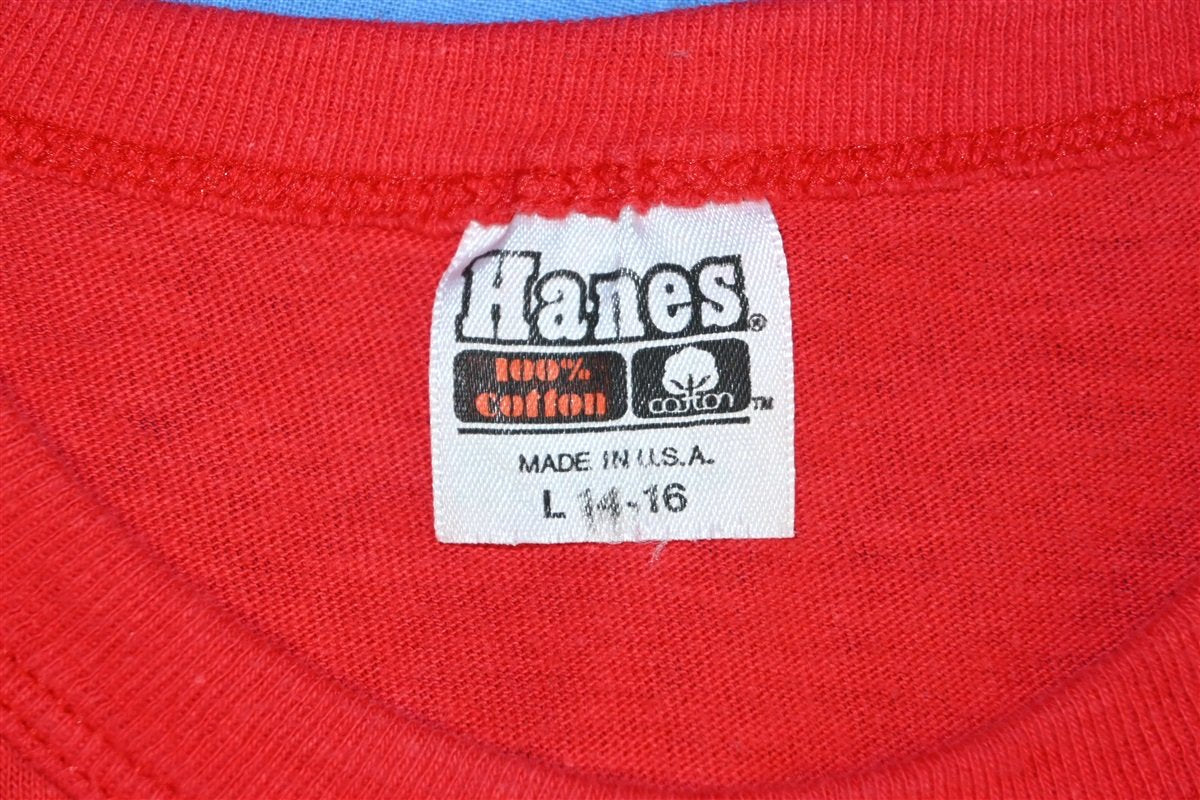 Hanes®
100%
cotton
cotton™
MADE IN U.S.A.
L 14-16